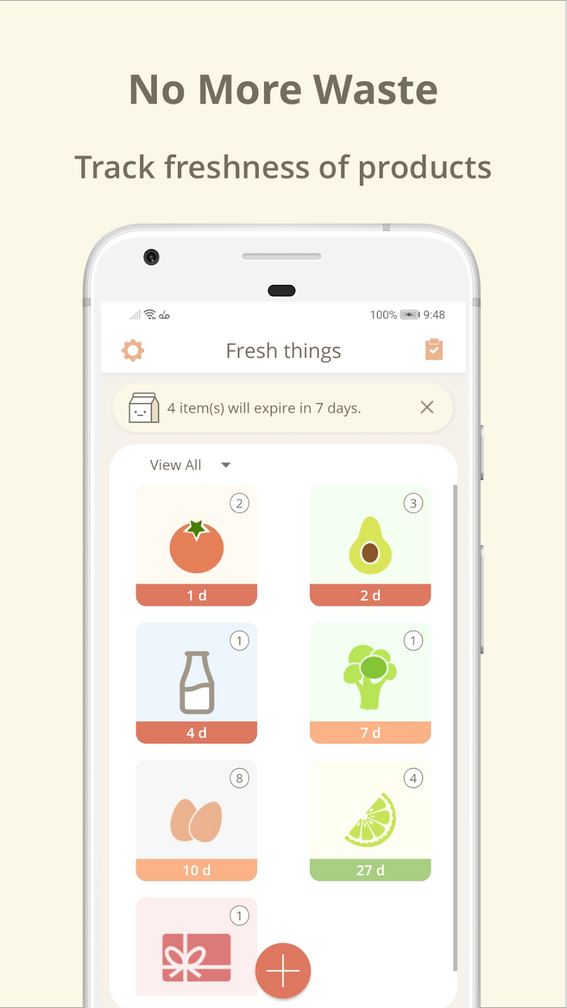 No More Waste
Track freshness of products
100% 9:48
Fresh things
4 item(s) will expire in 7 days.
View All
2
3
1 d
2 d
1
1
4 d
7 d
8
4
10 d
27 d
1